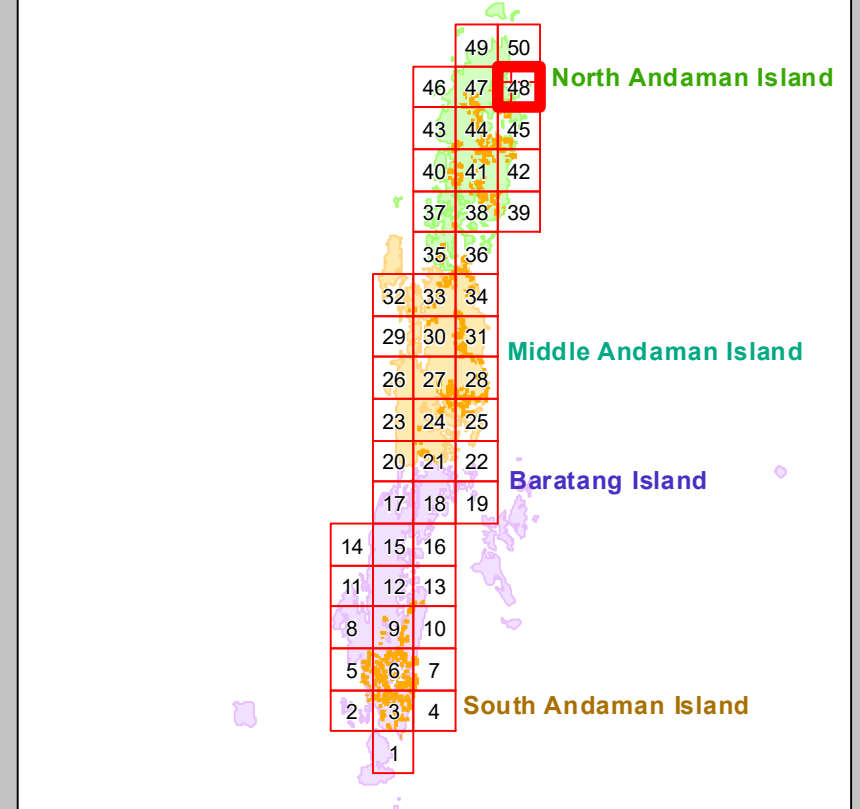 49 50
46 47 48 North Andaman Island
43 44 45
40 41 42
37 38 39
35 36
32 33 34
29 30 31
Middle Andaman Island
26 27 28
23 24 25
20 21 22
Baratang Island
17 18 19
14 15 16
11 12 13
8 9 10
5 6 7
2 3 4 South Andaman Island
1